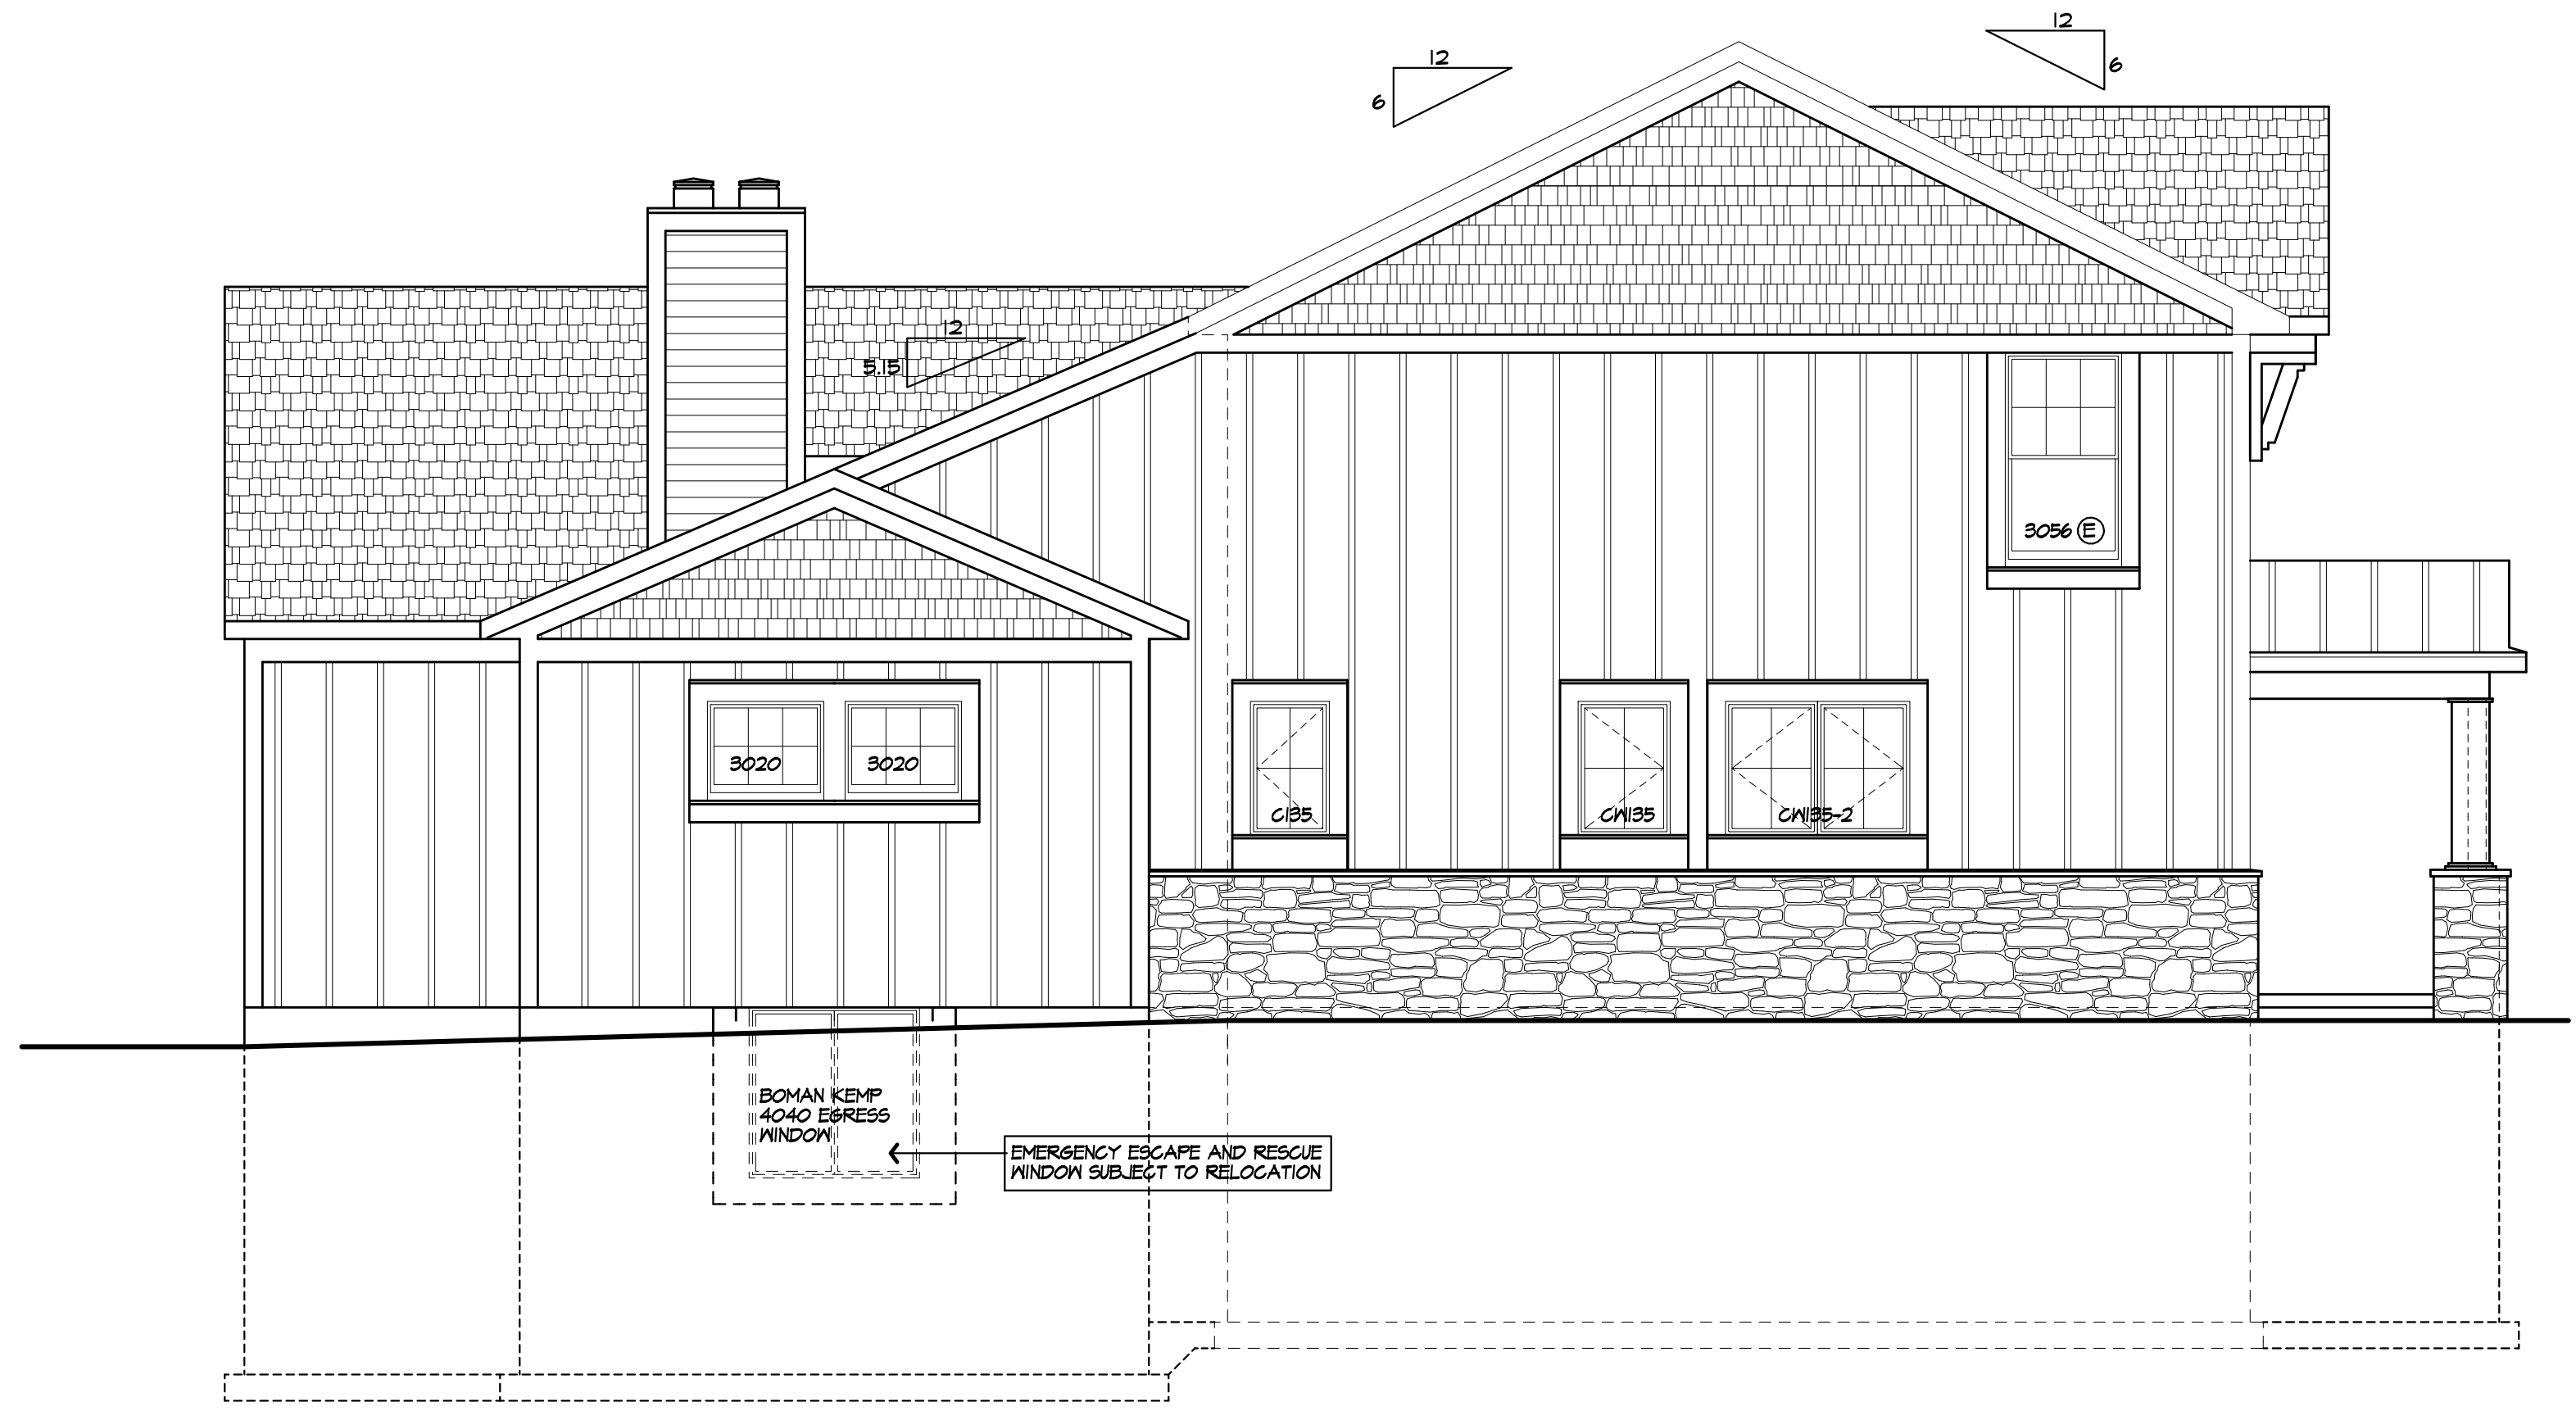 12
12
6
6
12
5.15
3056 E
3020
3020
C135
CW135
CW135-2
BOMAN KEMP
4040 EGRESS
WINDOW
EMERGENCY ESCAPE AND RESCUE
WINDOW SUBJECT TO RELOCATION